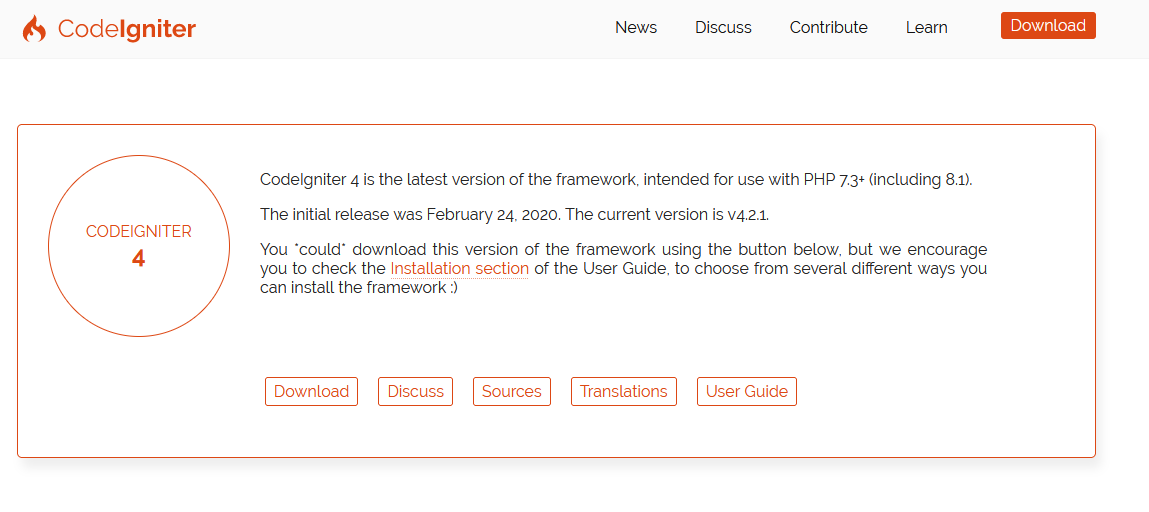 CodeIgniter
News Discuss Contribute Learn Download
CODEIGNITER
4
CodeIgniter 4 is the latest version of the framework, intended for use with PHP 7.3+ (including 8.1).
The initial release was February 24, 2020. The current version is v4.2.1.
You *could* download this version of the framework using the button below, but we encourage
you to check the Installation section of the User Guide, to choose from several different ways you
can install the framework :)
Download Discuss Sources Translations User Guide